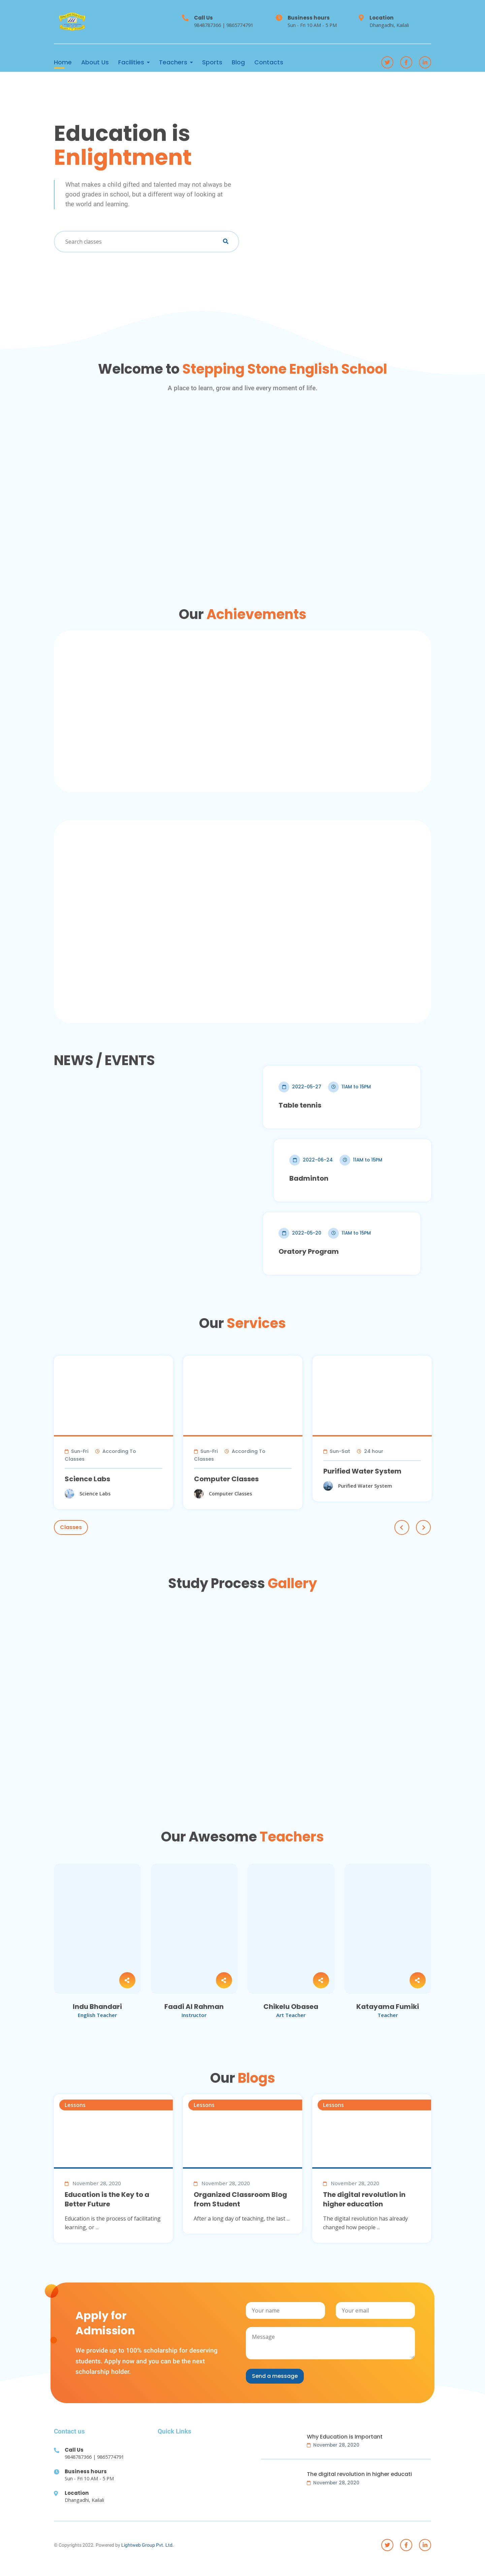 Call Us
9848787366 | 9865774791
Business hours
Sun - Fri 10 AM - 5 PM
Location
Dhangadhi, Kailali
Home
About Us
Facilities
Teachers
Sports
Blog
Contacts
Education is
Enlightment
What makes a child gifted and talented may not always be
good grades in school, but a different way of looking at
the world and learning.
Search classes
Welcome to Stepping Stone English School
A place to learn, grow and live every moment of life.
Our Achievements
NEWS / EVENTS
2022-05-27 11AM to 15PM
Table tennis
2022-06-24 11AM to 15PM
Badminton
2022-05-20 11AM to 15PM
Oratory Program
Our Services
Sun-Fri According To
Classes
Science Labs
Science Labs
Sun-Fri According To
Classes
Computer Classes
Computer Classes
Sun-Sat 24 hour
Purified Water System
Purified Water System
Classes
Study Process Gallery
Our Awesome Teachers
Indu Bhandari
English Teacher
Faadi Al Rahman
Instructor
Chikelu Obasea
Art Teacher
Katayama Fumiki
Teacher
Our Blogs
Lessons
November 28, 2020
Education is the Key to a
Better Future
Education is the process of facilitating
learning, or ...
Lessons
November 28, 2020
Organized Classroom Blog
from Student
After a long day of teaching, the last ...
Lessons
November 28, 2020
The digital revolution in
higher education
The digital revolution has already
changed how people ...
Apply for
Admission
We provide up to 100% scholarship for deserving
students. Apply now and you can be the next
scholarship holder.
Your name
Your email
Message
Send a message
Contact us
Call Us
9848787366 | 9865774791
Business hours
Sun - Fri 10 AM - 5 PM
Location
Dhangadhi, Kailali
Quick Links
Why Education is Important
November 28, 2020
The digital revolution in higher educati
November 28, 2020
© Copyrights 2022. Powered by Lightweb Group Pvt. Ltd.